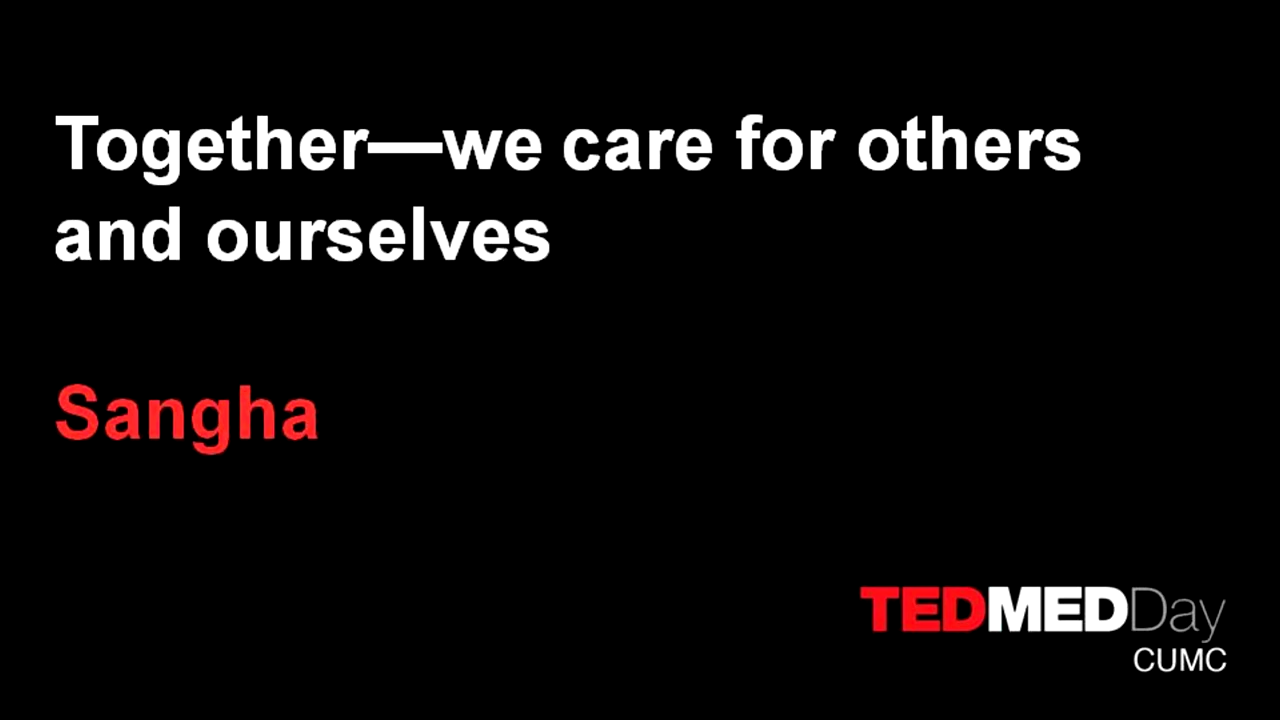 Together—we care for others
and ourselves
Sangha
TEDMEDDay
CUMC